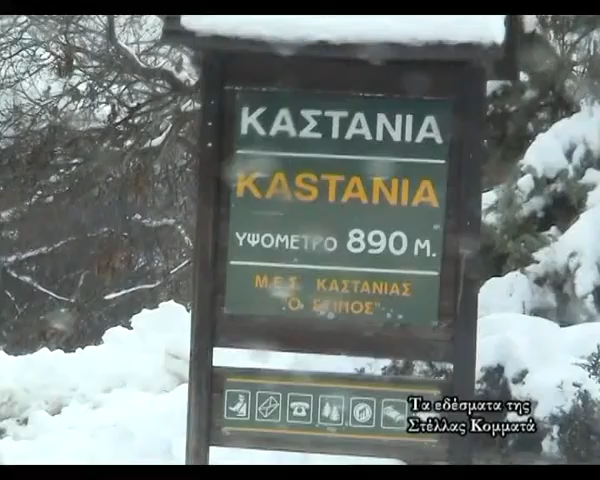 ΚΑΣΤΑΝΙΑ
KASTANIA
ΥΨΟΜΕΤΡΟ 890 Μ.
Μ.Ε.Σ. ΚΑΣΤΑΝΙΑΣ
Τα εδέσματα της
Στέλλας Κομματά